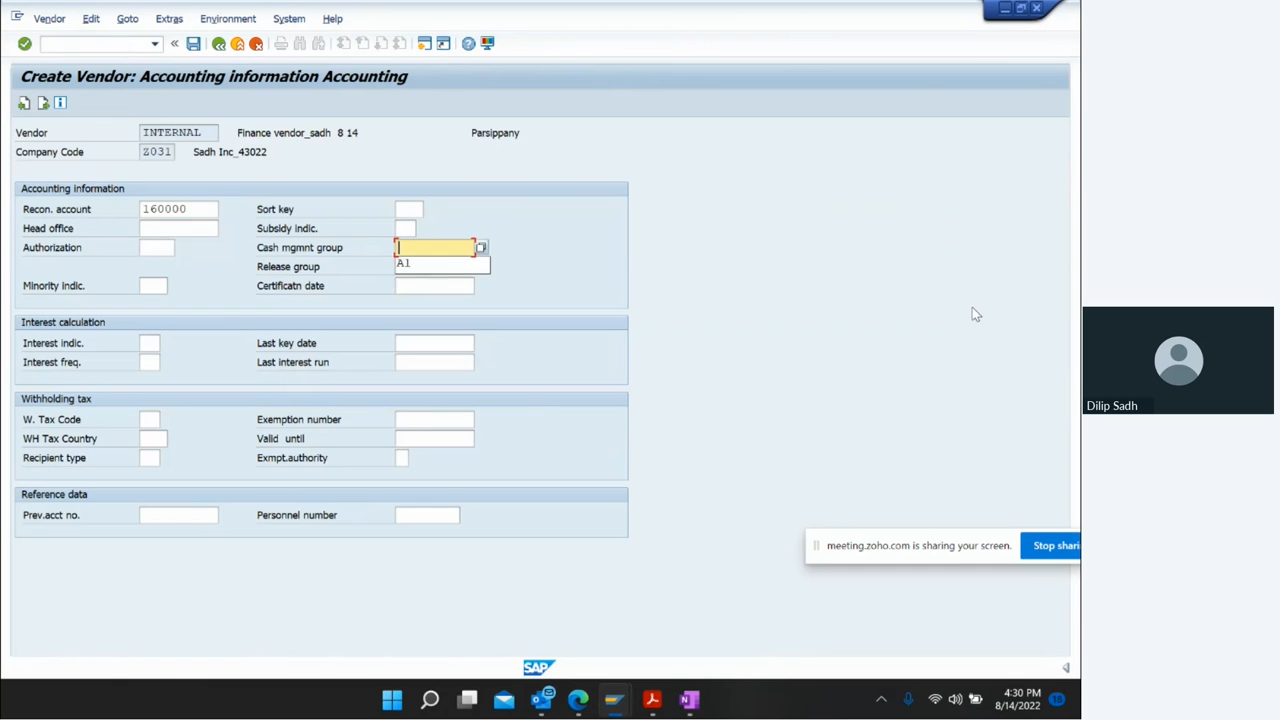 Vendor Edit Goto Extras Environment System Help
Create Vendor: Accounting information Accounting
Vendor INTERNAL Finance vendor_sadh 8 14 Parsippany
Company Code Z031 Sadh Inc_43022
Accounting information
Recon. account 160000 Sort key
Head office Subsidy indic.
Authorization Cash mgmnt group
A1
Release group
Minority indic. Certificatn date
Interest calculation
Interest indic. Last key date
Interest freq. Last interest run
Withholding tax
W. Tax Code Exemption number
WH Tax Country Valid until
Recipient type Exmpt.authority
Reference data
Prev.acct no. Personnel number
Dilip Sadh
meeting.zoho.com is sharing your screen. Stop shari
SAP
4:30 PM
8/14/2022